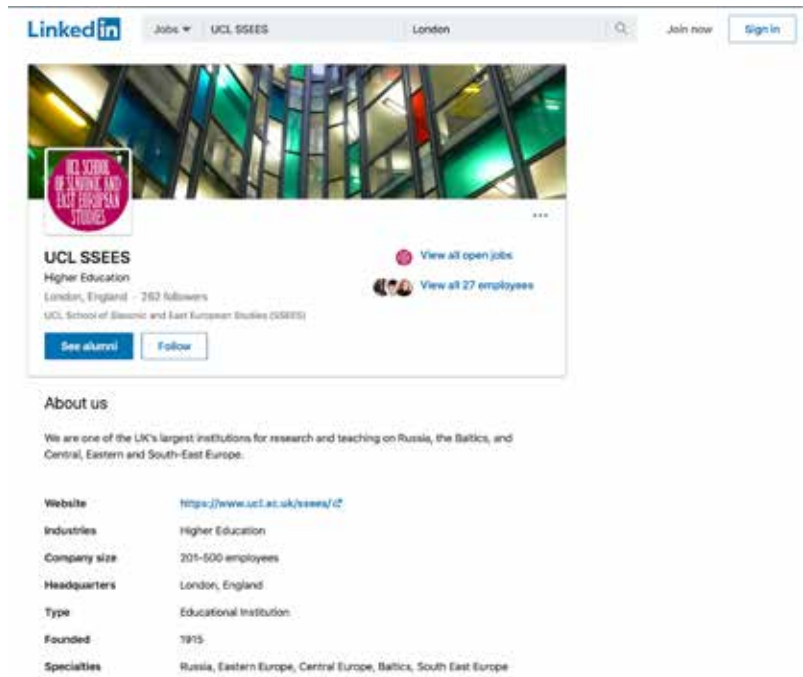 Linked in
Jobs UCL SSEES London Join now Sign in
UCL SCHOOL
OF SLAVONIC AND
EAST EUROPEAN
STUDIES
UCL SSEES
Higher Education
London, England · 262 followers
UCL School of Slavonic and East European Studies (SSEES)
View all open jobs
View all 27 employees
See alumni Follow
About us
We are one of the UK's largest institutions for research and teaching on Russia, the Baltics, and
Central, Eastern and South-East Europe.
Website https://www.ucl.ac.uk/ssees/
Industries Higher Education
Company size 201-500 employees
Headquarters London, England
Type Educational Institution
Founded 1915
Specialties Russia, Eastern Europe, Central Europe, Baltics, South East Europe